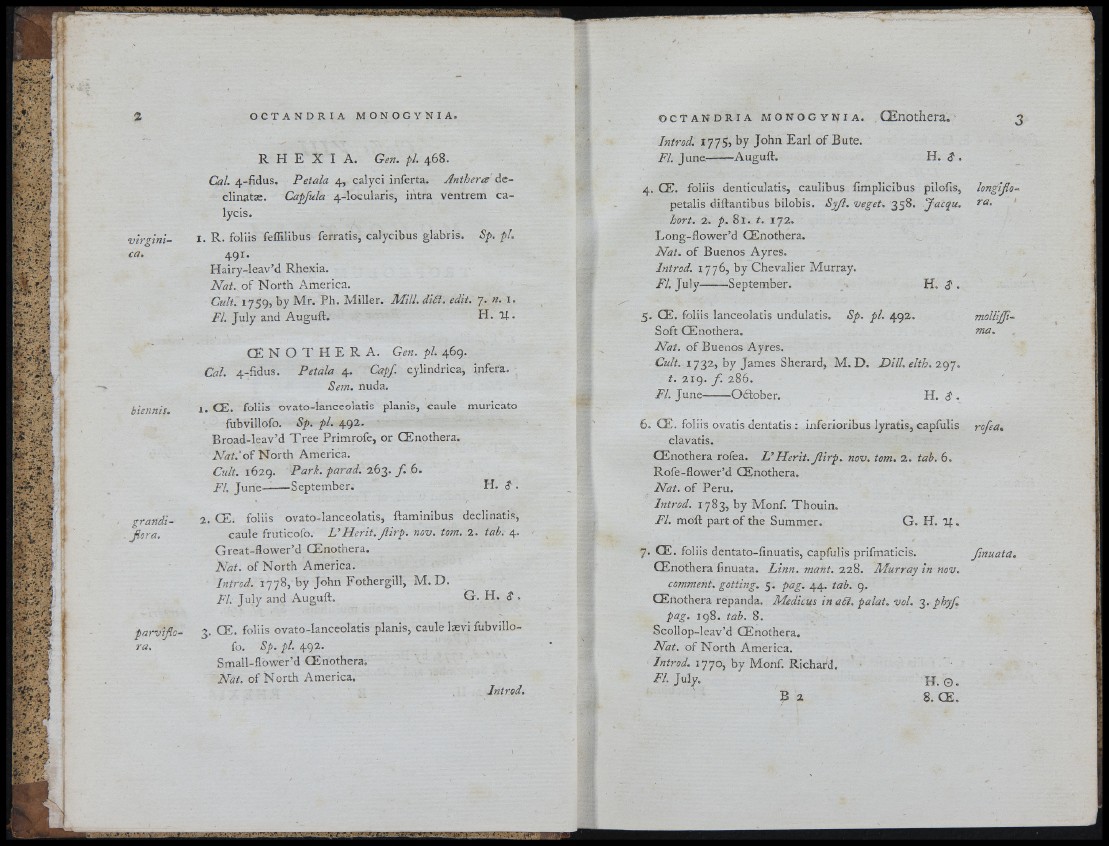 2 OCTANDRIA MONOGYNIA.
RHEXIA. Gen. pl. 468.
Cal. 4-fidus. Petala 4, calyci inſerta. Antheræ de-
clinatæ. Capſula 4-locularis, intra ventrem ca-
lycis.
virgini-
ca.
1. R. foliis ſeſſilibus ſerratis, calycibus glabris. Sp. pl.
491.
Hairy-leav'd Rhexia.
Nat. of North America.
Cult. 1759, by Mr. Ph. Miller. Mill. dict. edit. 7. n. 1.
Fl. July and Auguſt. H. ♃.
ŒNOTHERA. Gen. pl. 469.
Cal. 4-fidus. Petala 4. Capſ. cylindrica, infera.
Sem. nuda.
biennis.
1. Œ. foliis ovato-lanceolatis planis, caule muricato
ſubvilloſo. Sp. pl. 492.
Broad-leav'd Tree Primroſe, or Œnothera.
Nat. of North America.
Cult. 1629. Park. parad. 263. f. 6.
Fl. June——September. H. ♂.
grandi-
flora.
2. Œ. foliis ovato-lanceolatis, ſtaminibus declinatis,
caule fruticoſo. L'Herit. ſtirp. nov. tom. 2. tab. 4.
Great-flower'd Œnothera.
Nat. of North America.
Introd. 1778, by John Fothergill, M. D.
Fl. July and Auguſt. G. H. ♂.
parviflo-
ra.
3. Œ. foliis ovato-lanceolatis planis, caule lævi ſubvillo-
ſo. Sp. pl. 492.
Small-flower'd Œnothera.
Nat. of North America.
Introd.
OCTANDRIA MONOGYNIA. Œnothera. 3
Introd. 1775, by John Earl of Bute.
Fl. June——Auguſt. H. ♂.
4. Œ. foliis denticulatis, caulibus ſimplicibus piloſis,
petalis diſtantibus bilobis. Syſt. veget. 358. Jacqu.
hort. 2. p. 81. t. 172.
longiflo-
ra.
Long-flower'd Œnothera.
Nat. of Buenos Ayres.
Introd. 1776, by Chevalier Murray.
Fl. July——September. H. ♂.
5. Œ. foliis lanceolatis undulatis. Sp. pl. 492.
molliſſi-
ma.
Soft Œnothera.
Nat. of Buenos Ayres.
Cult. 1732, by James Sherard, M. D. Dill. elth. 297.
t. 219. f. 286.
Fl. June——October. H. ♂.
6. Œ. foliis ovatis dentatis: inferioribus lyratis, capſulis
clavatis.
roſea.
Œnothera roſea. L'Herit. ſtirp. nov. tom. 2. tab. 6.
Roſe-flower'd Œnothera.
Nat. of Peru.
Introd. 1783, by Monſ. Thouin.
Fl. moſt part of the Summer. G. H. ♃.
7. Œ. foliis dentato-ſinuatis, capſulis priſmaticis.
ſinuata.
Œnothera ſinuata. Linn. mant. 228. Murray in nov.
comment. gotting. 5. pag. 44. tab. 9.
Œnothera repanda. Medicus in act. palat. vol. 3. phyſ.
pag. 198. tab. 8.
Scollop-leav'd Œnothera.
Nat. of North America.
Introd. 1770, by Monſ. Richard.
Fl. July. H. ☉.
B 2 8. Œ.